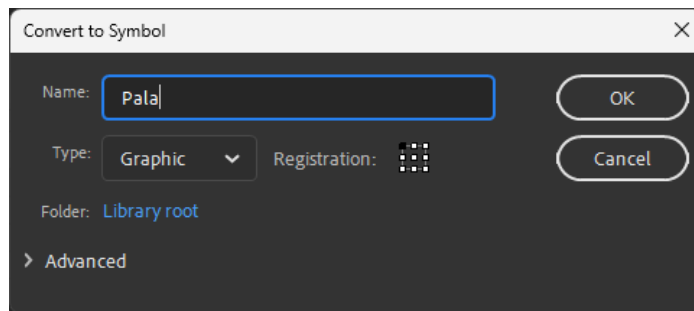 Convert to Symbol
Name: Pala
OK
Type: Graphic Registration:
Cancel
Folder: Library root
Advanced